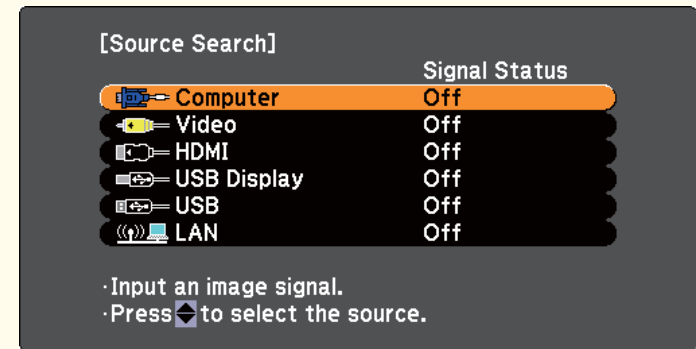 [Source Search]
Signal Status
Computer Off
Video Off
HDMI Off
USB Display Off
USB Off
LAN Off
·Input an image signal.
·Press to select the source.